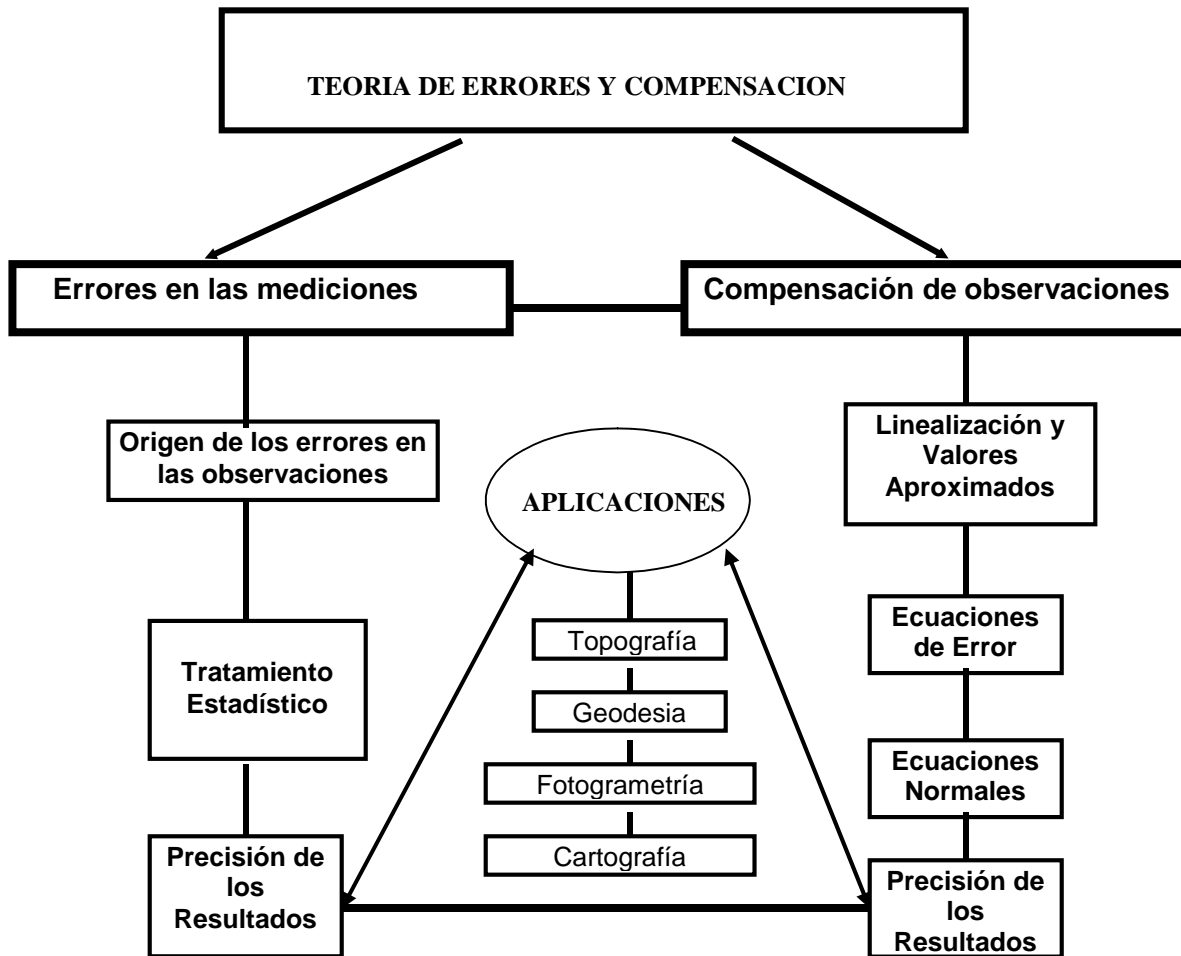 TEORIA DE ERRORES Y COMPENSACION
Errores en las mediciones
Compensación de observaciones
Origen de los errores en
las observaciones
Linealización y
Valores
Aproximados
APLICACIONES
Ecuaciones
de Error
Topografía
Tratamiento
Estadístico
Geodesia
Ecuaciones
Normales
Fotogrametría
Cartografía
Precisión de
los
Resultados
Precisión de
los
Resultados